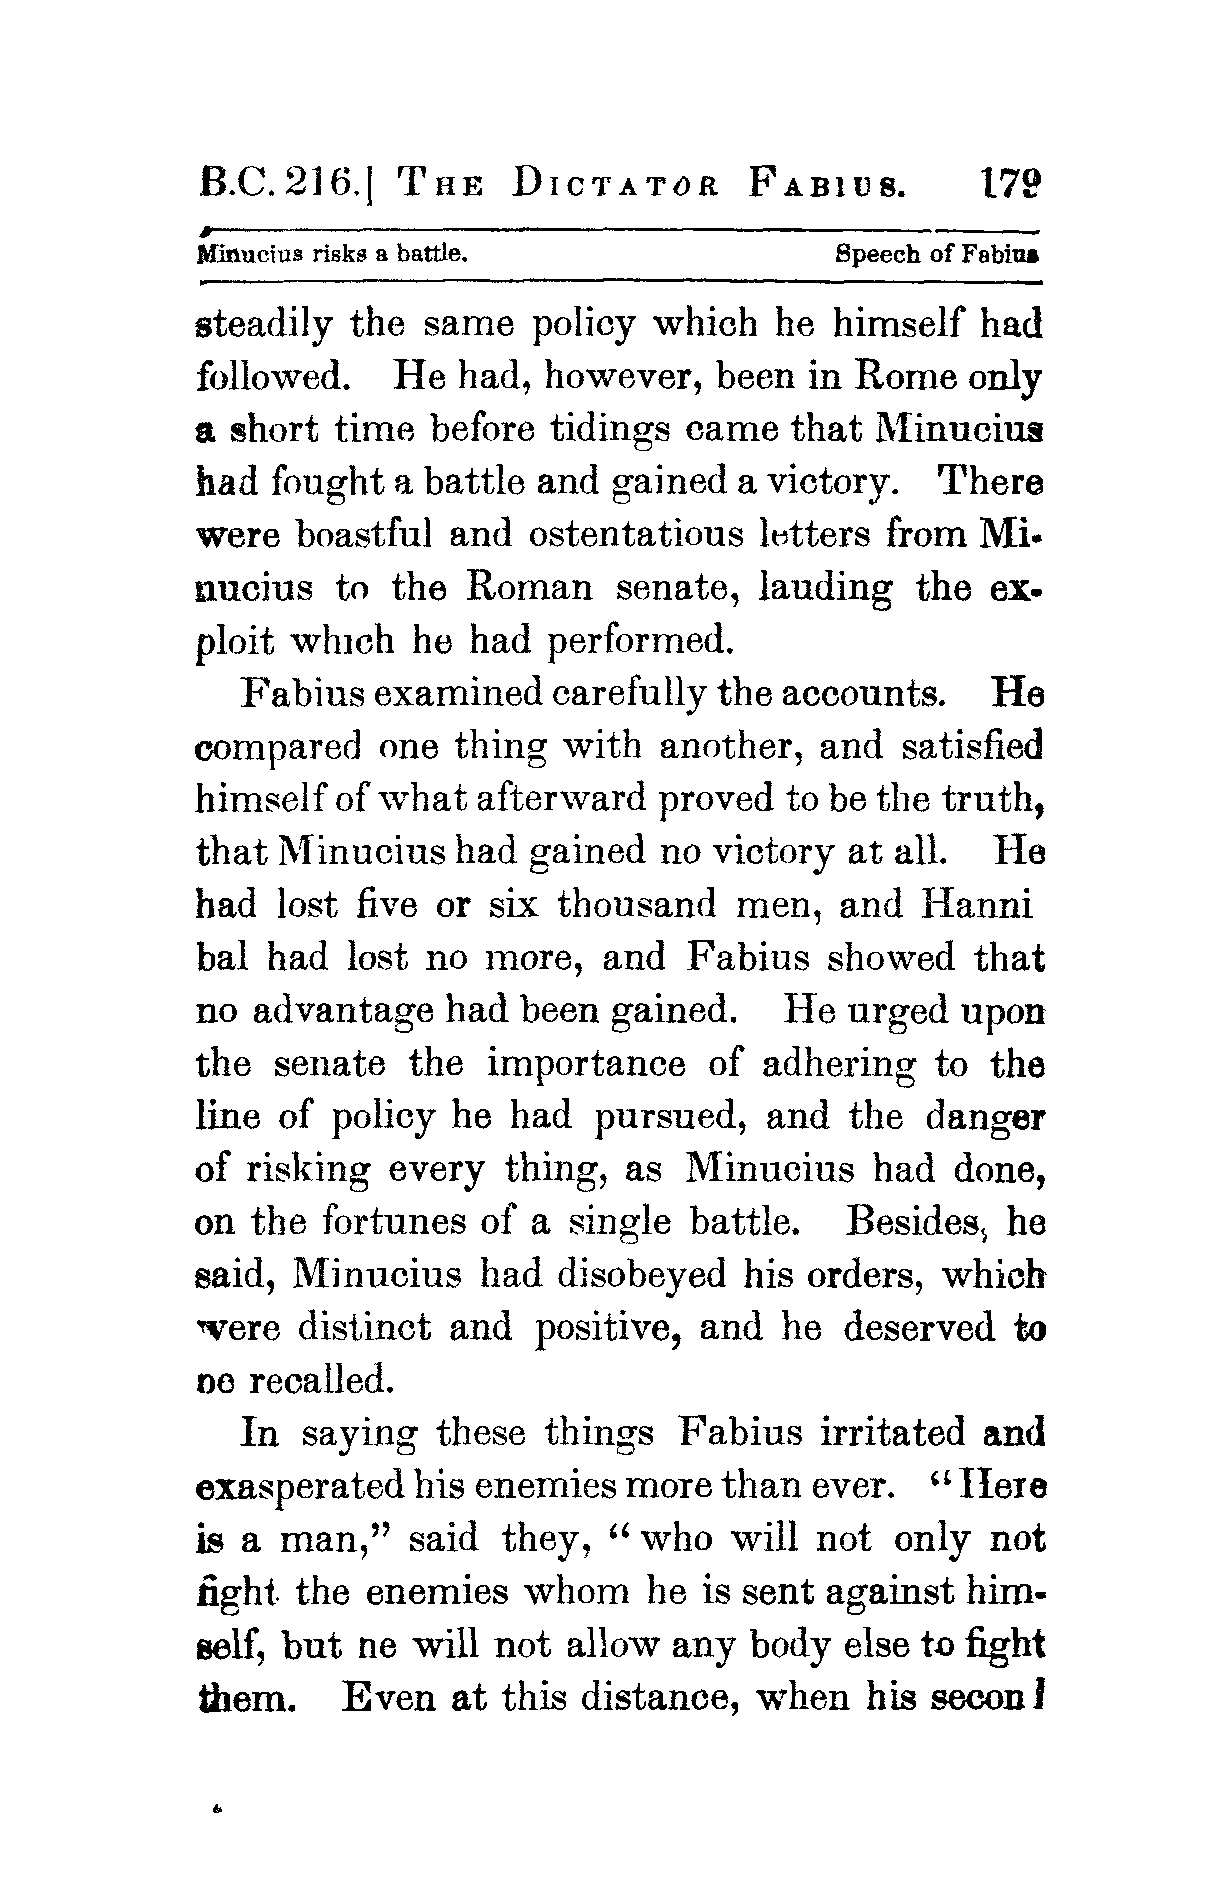 B.C. 216.] THE DICTATOR FABIUS. 179
Minucius risks a battle. Speech of Fabius
steadily the same policy which he himself had
followed. He had, however, been in Rome only
a short time before tidings came that Minucius
had fought a battle and gained a victory. There
were boastful and ostentatious letters from Mi-
nucius to the Roman senate, lauding the ex-
ploit which he had performed.
Fabius examined carefully the accounts. He
compared one thing with another, and satisfied
himself of what afterward proved to be the truth,
that Minucius had gained no victory at all. He
had lost five or six thousand men, and Hanni
bal had lost no more, and Fabius showed that
no advantage had been gained. He urged upon
the senate the importance of adhering to the
line of policy he had pursued, and the danger
of risking every thing, as Minucius had done,
on the fortunes of a single battle. Besides, he
said, Minucius had disobeyed his orders, which
were distinct and positive, and he deserved to
be recalled.
In saying these things Fabius irritated and
exasperated his enemies more than ever. "Here
is a man," said they, "who will not only not
fight the enemies whom he is sent against him-
self, but he will not allow any body else to fight
them. Even at this distance, when his second